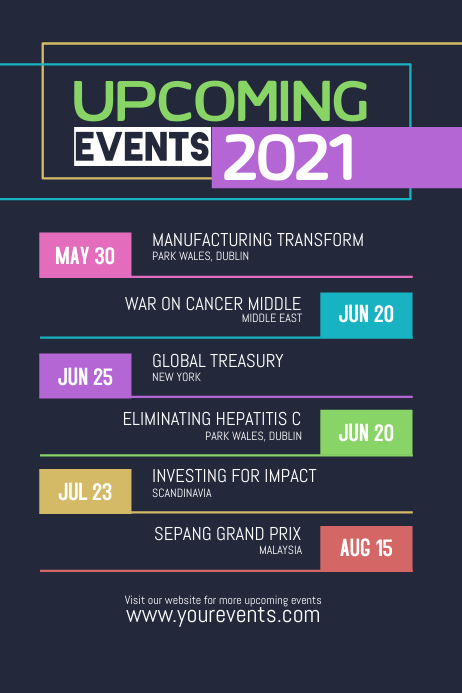 UPCOMING
EVENTS 2021
MAY 30
MANUFACTURING TRANSFORM
PARK WALES, DUBLIN
WAR ON CANCER MIDDLE
MIDDLE EAST
JUN 20
JUN 25
GLOBAL TREASURY
NEW YORK
ELIMINATING HEPATITIS C
PARK WALES, DUBLIN
JUN 20
JUL 23
INVESTING FOR IMPACT
SCANDINAVIA
SEPANG GRAND PRIX
MALAYSIA
AUG 15
Visit our website for more upcoming events
www.yourevents.com